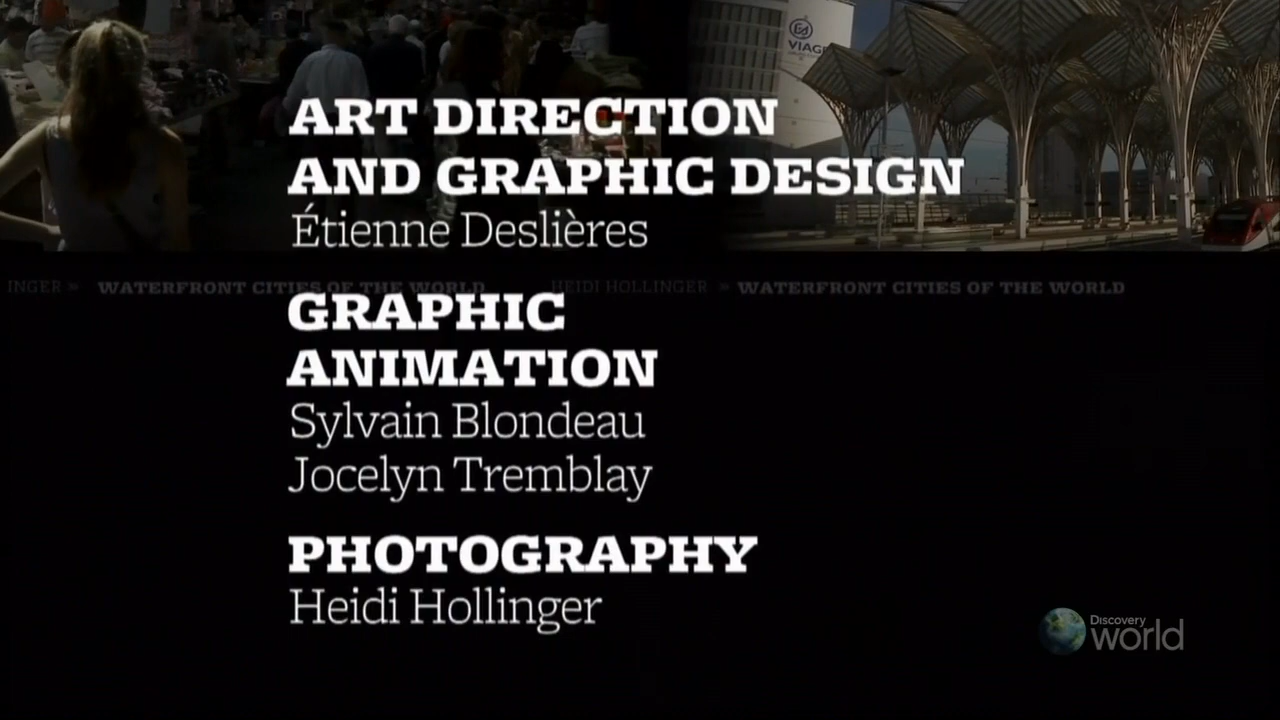 VIAG
ART DIRECTION
AND GRAPHIC DESIGN
Étienne Deslières
INGER » WATERFRONT CITIES OF THE WORLD HEIDI HOLLINGER » WATERFRONT CITIES OF THE WORLD
GRAPHIC
ANIMATION
Sylvain Blondeau
Jocelyn Tremblay
PHOTOGRAPHY
Heidi Hollinger
Discovery
world